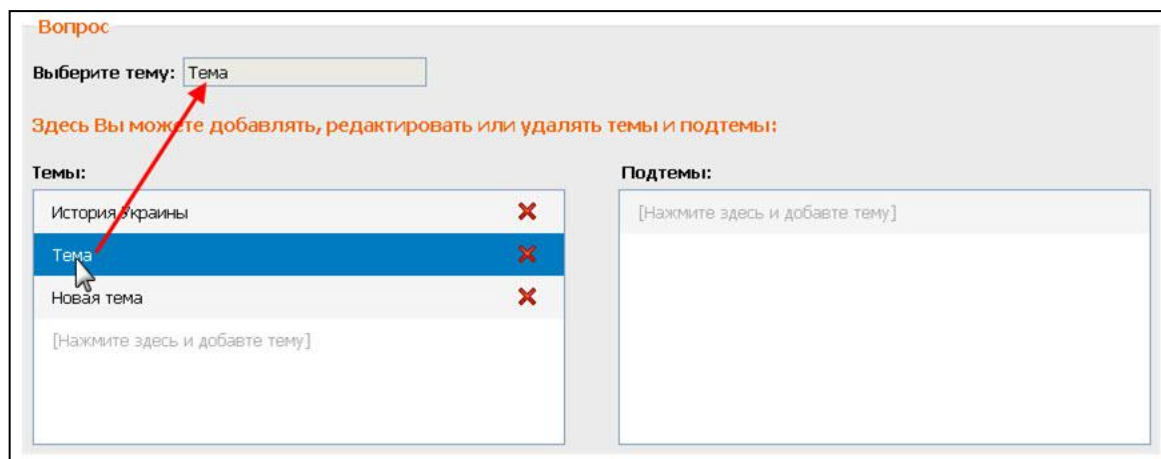 Вопрос
Выберите тему: Тема
Здесь Вы можете добавлять, редактировать или удалять темы и подтемы:
Темы:
История Украины
Тема
Новая тема
[Нажмите здесь и добавте тему]
Подтемы:
[Нажмите здесь и добавте тему]